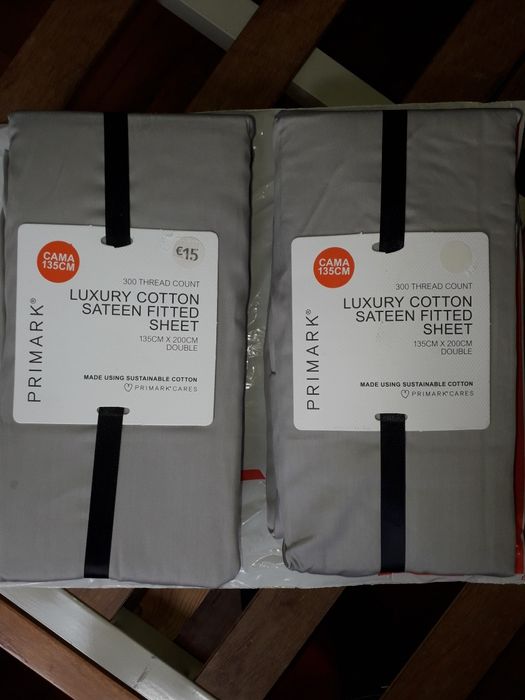 CAMA
135CM
€15
300 THREAD COUNT
LUXURY COTTON
SATEEN FITTED
SHEET
135CM X 200CM
DOUBLE
MADE USING SUSTAINABLE COTTON
PRIMARK® CARES
PRIMARK®
CAMA
135CM
300 THREAD COUNT
LUXURY COTTON
SATEEN FITTED
SHEET
135CM X 200CM
DOUBLE
MADE USING SUSTAINABLE COTTON
PRIMARK® CARES
PRIMARK®